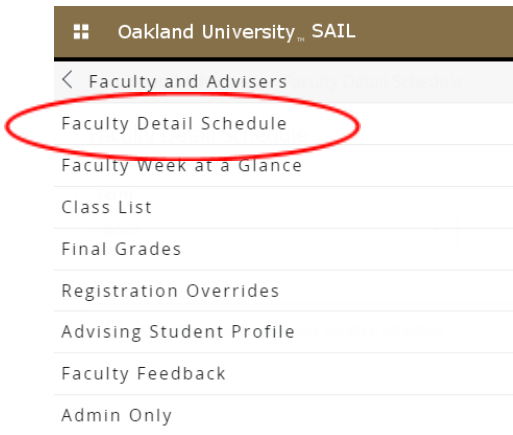 Oakland University™ SAIL
Faculty and Advisers
Faculty Detail Schedule
Faculty Week at a Glance
Class List
Final Grades
Registration Overrides
Advising Student Profile
Faculty Feedback
Admin Only